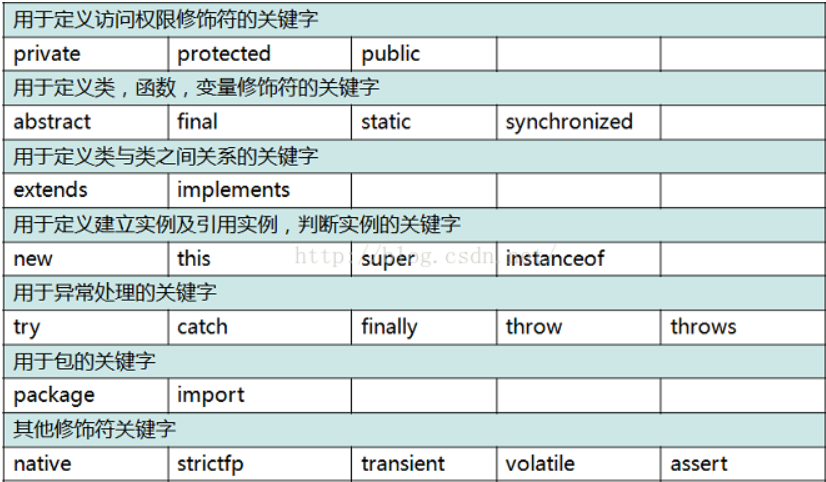 用于定义访问权限修饰符的关键字
private protected public
用于定义类，函数，变量修饰符的关键字
abstract final static synchronized
用于定义类与类之间关系的关键字
extends implements
用于定义建立实例及引用实例，判断实例的关键字
new this super instanceof
http://blog.csdn.net/
用于异常处理的关键字
try catch finally throw throws
用于包的关键字
package import
其他修饰符关键字
native strictfp transient volatile assert